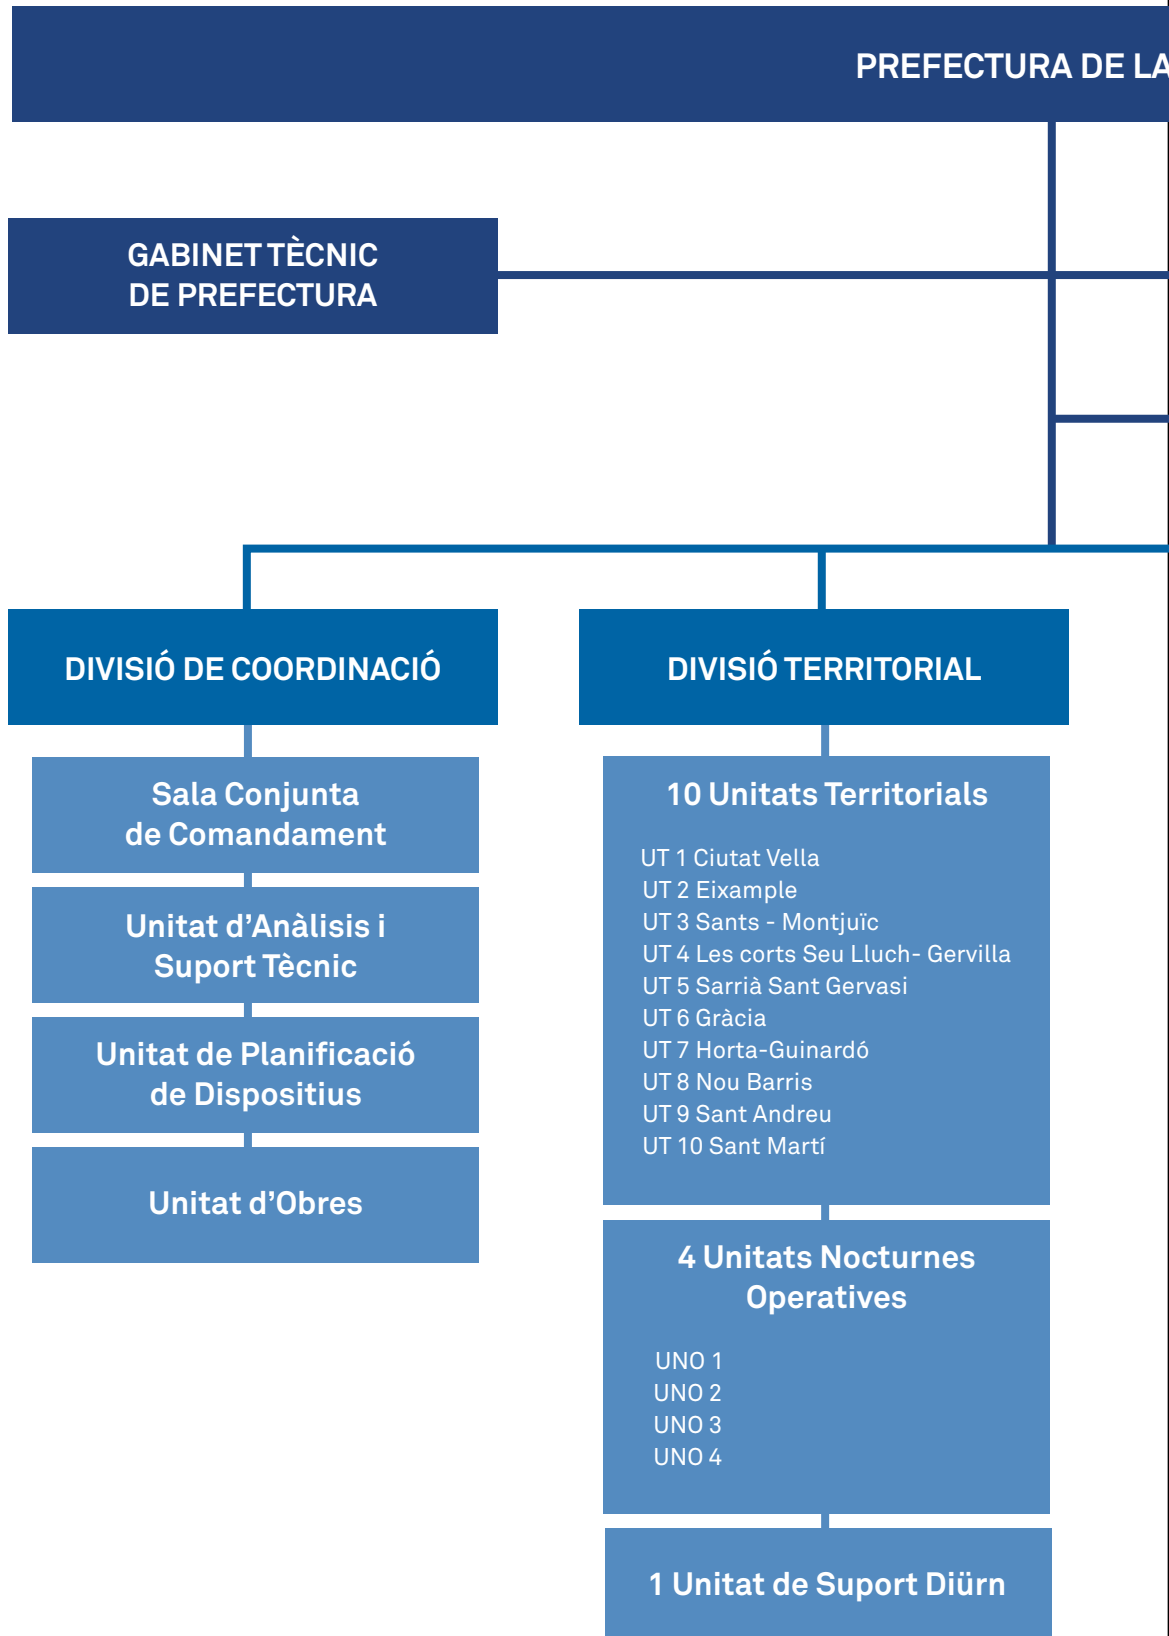 PREFECTURA DE LA
GABINET TÈCNIC
DE PREFECTURA
DIVISIÓ DE COORDINACIÓ
Sala Conjunta
de Comandament
Unitat d’Anàlisis i
Suport Tècnic
Unitat de Planificació
de Dispositius
Unitat d’Obres
DIVISIÓ TERRITORIAL
10 Unitats Territorials
UT 1 Ciutat Vella
UT 2 Eixample
UT 3 Sants - Montjuïc
UT 4 Les corts Seu Lluch- Gervilla
UT 5 Sarrià Sant Gervasi
UT 6 Gràcia
UT 7 Horta-Guinardó
UT 8 Nou Barris
UT 9 Sant Andreu
UT 10 Sant Martí
4 Unitats Nocturnes
Operatives
UNO 1
UNO 2
UNO 3
UNO 4
1 Unitat de Suport Diürn